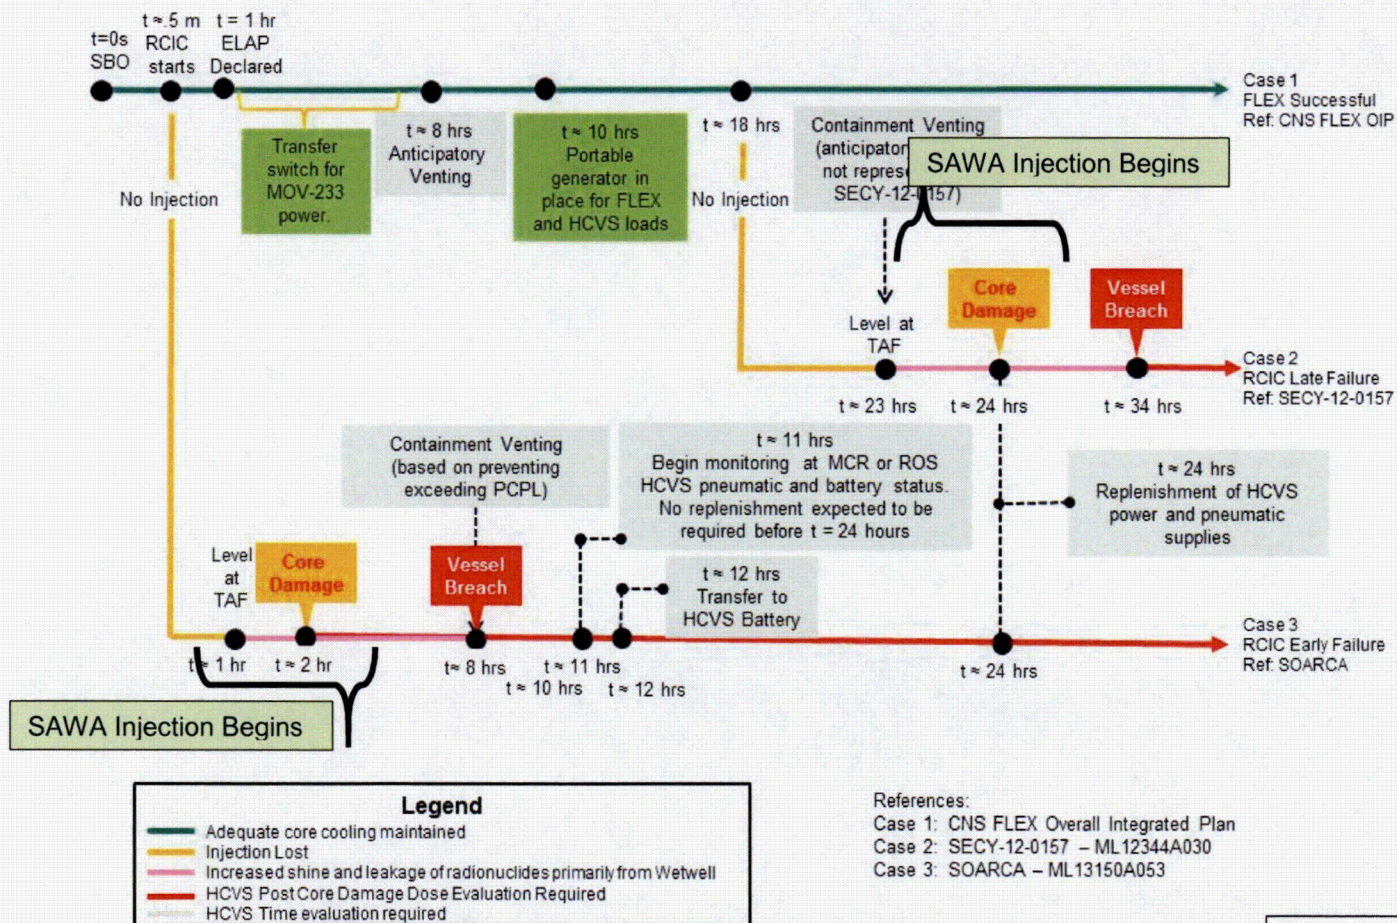 t=0s
SBO
t≈.5 m
RCIC
starts
t = 1 hr
ELAP
Declared
Case 1
FLEX Successful
Ref: CNS FLEX OIP
No Injection
Transfer
switch for
MOV-233
power.
t ≈ 8 hrs
Anticipatory
Venting
t ≈ 10 hrs
Portable
generator in
place for FLEX
and HCVS loads
t ≈ 18 hrs
No Injection
Containment Venting
(anticipator
not repres
SECY-12-0157)
SAWA Injection Begins
Core
Damage
Vessel
Breach
Level at
TAF
Case 2
RCIC Late Failure
Ref: SECY-12-0157
t ≈ 23 hrs
t ≈ 24 hrs
t ≈ 34 hrs
Containment Venting
(based on preventing
exceeding PCPL)
t ≈ 11 hrs
Begin monitoring at MCR or ROS
HCVS pneumatic and battery status.
No replenishment expected to be
required before t = 24 hours
t ≈ 24 hrs
Replenishment of HCVS
power and pneumatic
supplies
Level
at
TAF
Core
Damage
Vessel
Breach
t ≈ 12 hrs
Transfer to
HCVS Battery
Case 3
RCIC Early Failure
Ref: SOARCA
t ≈ 1 hr
t ≈ 2 hr
t ≈ 8 hrs
t ≈ 11 hrs
t ≈ 10 hrs
t ≈ 12 hrs
t ≈ 24 hrs
SAWA Injection Begins
Legend
Adequate core cooling maintained
Injection Lost
Increased shine and leakage of radionuclides primarily from Wetwell
HCVS Post Core Damage Dose Evaluation Required
HCVS Time evaluation required
References:
Case 1: CNS FLEX Overall Integrated Plan
Case 2: SECY-12-0157 – ML12344A030
Case 3: SOARCA – ML13150A053